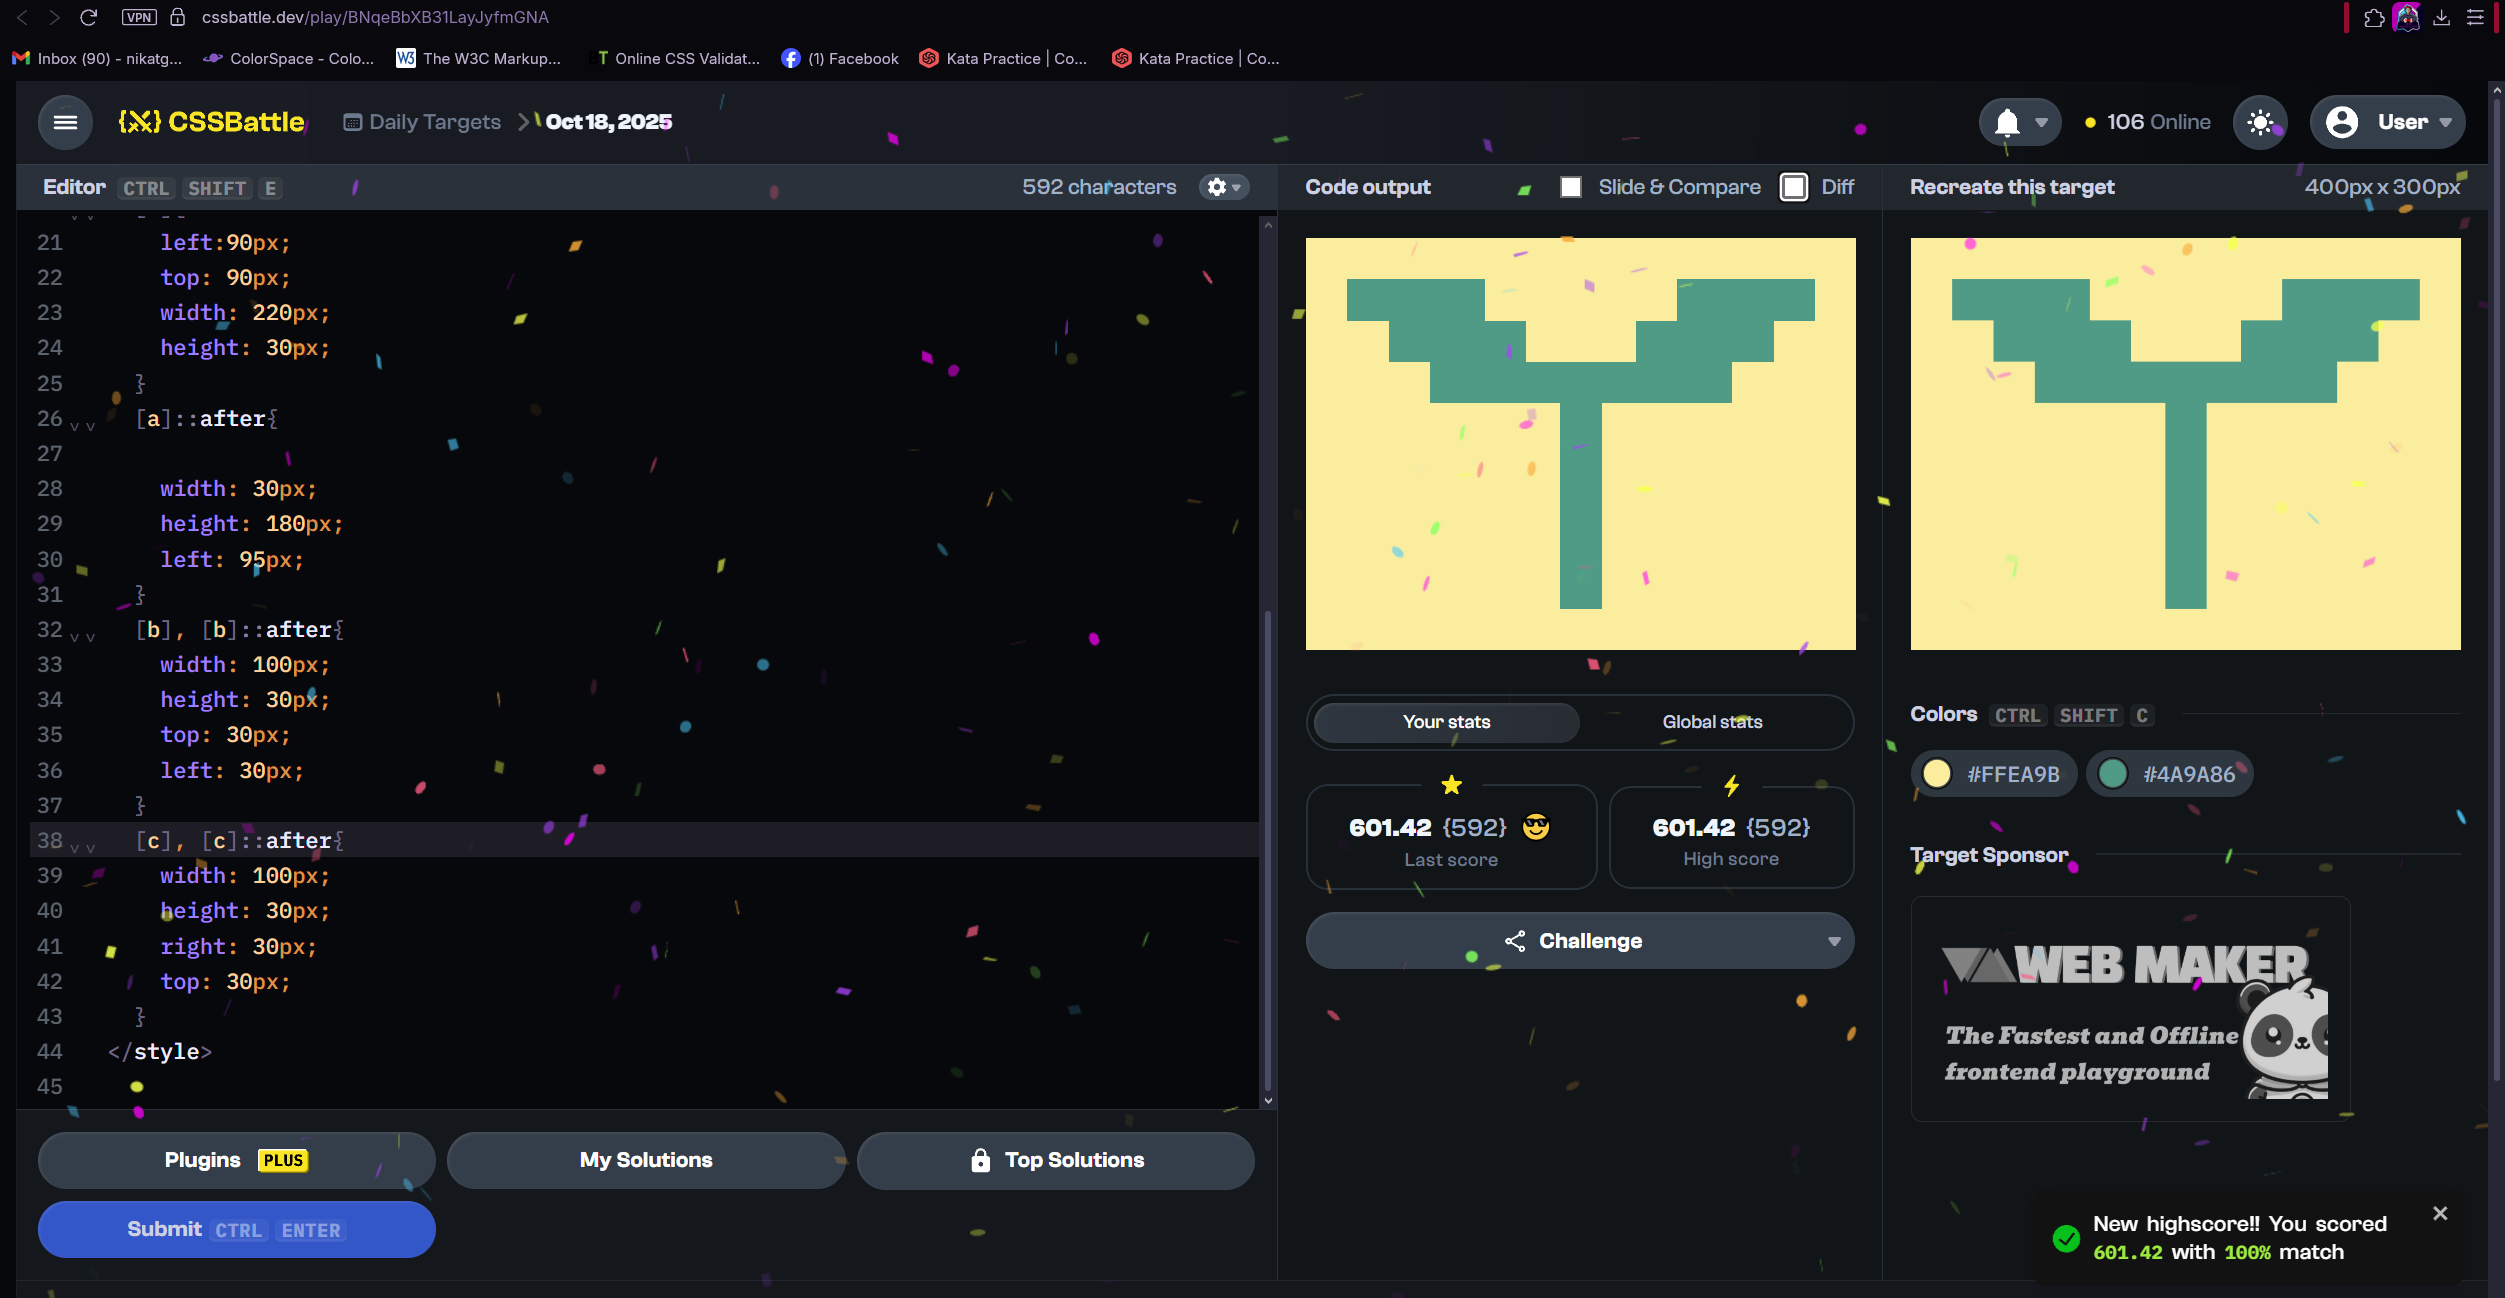 VPN cssbattle.dev/play/BNqeBbXB31LayJyfmGNA
Inbox (90) - nikatg... ColorSpace - Colo... W3 The W3C Markup... T Online CSS Validat... (1) Facebook Kata Practice | Co... Kata Practice | Co...
CSSBattle Daily Targets Oct 18, 2025 106 Online User
Editor CTRL SHIFT E 592 characters
21 left:90px;
22 top: 90px;
23 width: 220px;
24 height: 30px;
25 }
26 [a]::after{
27
28 width: 30px;
29 height: 180px;
30 left: 95px;
31 }
32 [b], [b]::after{
33 width: 100px;
34 height: 30px;
35 top: 30px;
36 left: 30px;
37 }
38 [c], [c]::after{
39 width: 100px;
40 height: 30px;
41 right: 30px;
42 top: 30px;
43 }
44 </style>
45
Plugins PLUS My Solutions Top Solutions
Submit CTRL ENTER
Code output Slide & Compare Diff
Your stats Global stats
601.42 {592} 601.42 {592}
Last score High score
Challenge
Recreate this target 400px x 300px
Colors CTRL SHIFT C
#FFEA9B #4A9A86
Target Sponsor
WEB MAKER
The Fastest and Offline
frontend playground
New highscore!! You scored
601.42 with 100% match